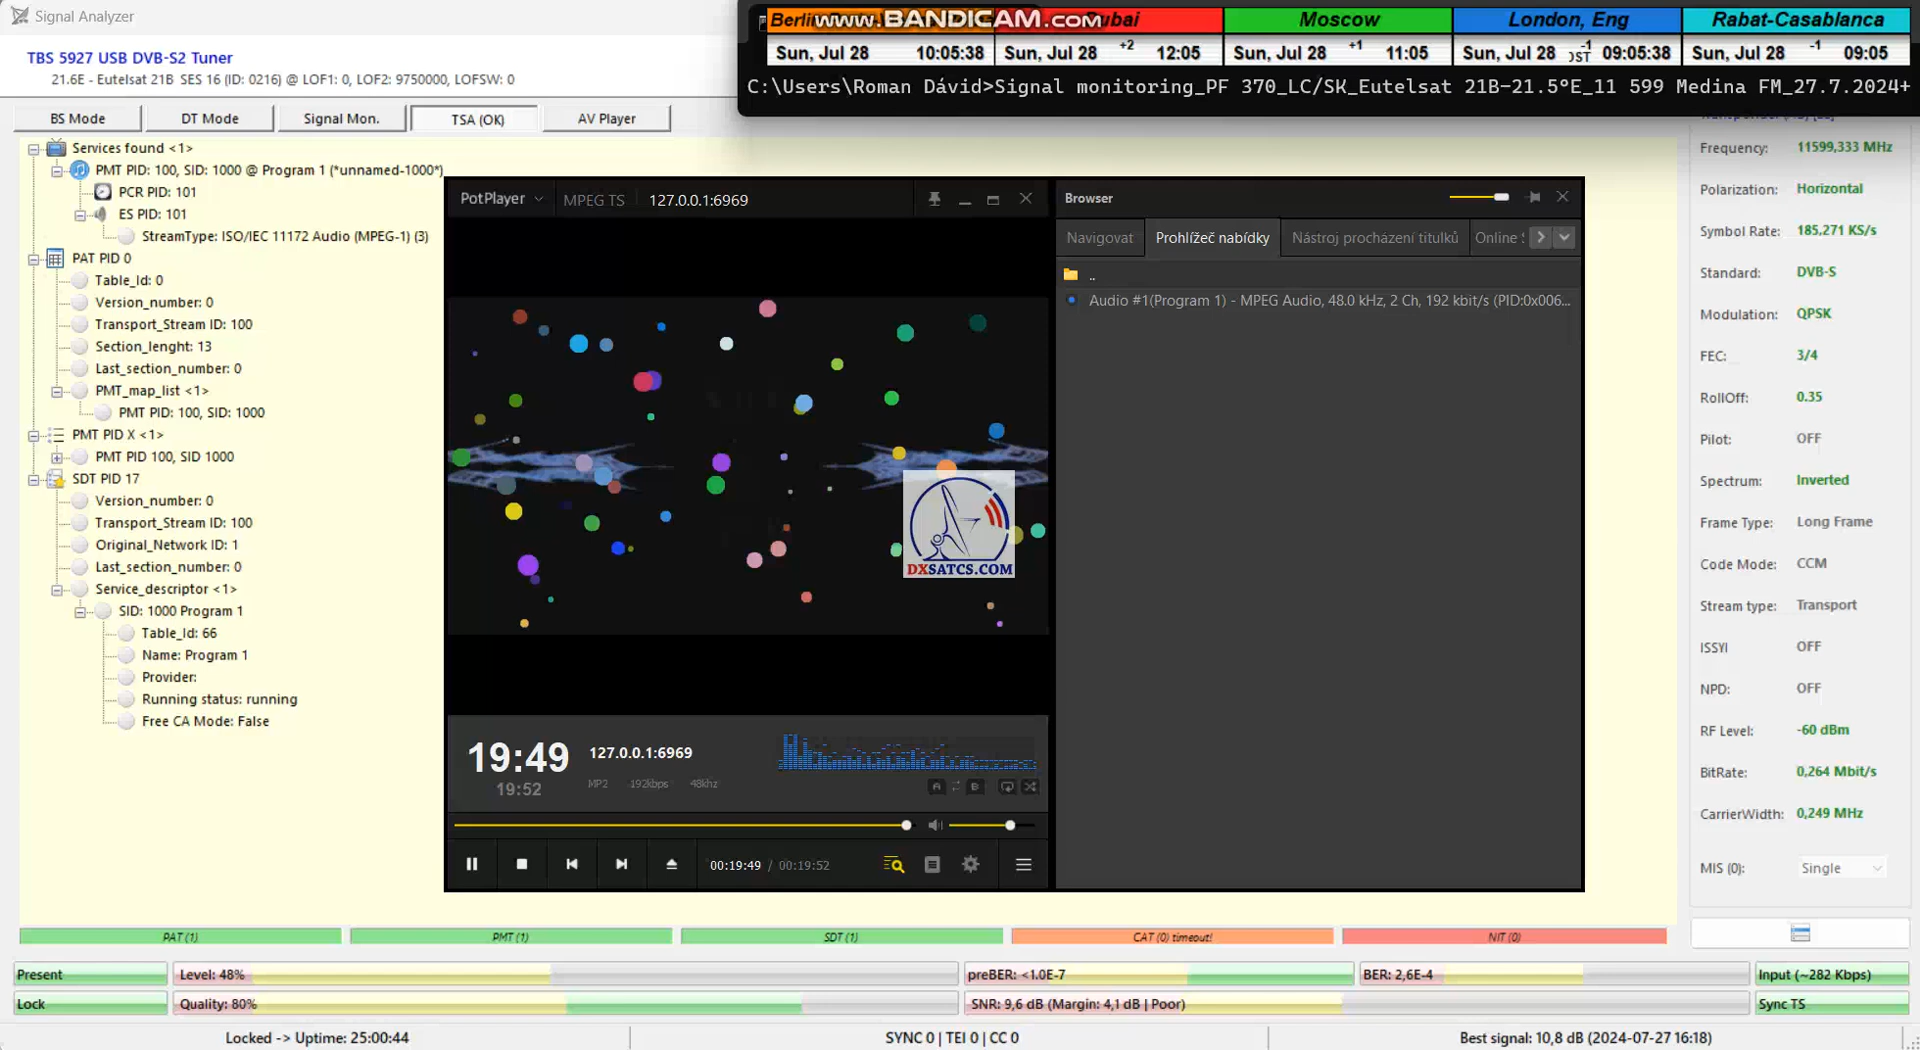 Signal Analyzer
www.BANDICAM.com
Moscow
London, Eng
Rabat-Casablanca
Sun, Jul 28 10:05:38
Sun, Jul 28 +2 12:05
Sun, Jul 28 +1 11:05
Sun, Jul 28 -1 DST 09:05:38
Sun, Jul 28 -1 09:05
C:\Users\Roman Dávid>Signal monitoring_PF 370_LC/SK_Eutelsat 21B-21.5°E_11 599 Medina FM_27.7.2024+
TBS 5927 USB DVB-S2 Tuner
21.6E - Eutelsat 21B SES 16 (ID: 0216) @ LOF1: 0, LOF2: 9750000, LOFSW: 0
BS Mode
DT Mode
Signal Mon.
TSA (OK)
AV Player
Services found <1>
PMT PID: 100, SID: 1000 @ Program 1 (*unnamed-1000*)
PCR PID: 101
ES PID: 101
StreamType: ISO/IEC 11172 Audio (MPEG-1) (3)
PAT PID 0
Table_Id: 0
Version_number: 0
Transport_Stream ID: 100
Section_lenght: 13
Last_section_number: 0
PMT_map_list <1>
PMT PID: 100, SID: 1000
PMT PID X <1>
PMT PID 100, SID 1000
SDT PID 17
Version_number: 0
Transport_Stream ID: 100
Original_Network ID: 1
Last_section_number: 0
Service_descriptor <1>
SID: 1000 Program 1
Table_Id: 66
Name: Program 1
Provider:
Running status: running
Free CA Mode: False
PotPlayer
MPEG TS
127.0.0.1:6969
DXSATCS.COM
19:49
19:52
127.0.0.1:6969
MP2 192kbps 48khz
A B
00:19:49 / 00:19:52
Browser
Navigovat
Prohlížeč nabídky
Nástroj procházení titulků
Online
..
Audio #1(Program 1) - MPEG Audio, 48.0 kHz, 2 Ch, 192 kbit/s (PID:0x006...
Frequency: 11599,333 MHz
Polarization: Horizontal
Symbol Rate: 185,271 KS/s
Standard: DVB-S
Modulation: QPSK
FEC: 3/4
RollOff: 0.35
Pilot: OFF
Spectrum: Inverted
Frame Type: Long Frame
Code Mode: CCM
Stream type: Transport
ISSYI OFF
NPD: OFF
RF Level: -60 dBm
BitRate: 0,264 Mbit/s
CarrierWidth: 0,249 MHz
MIS (0): Single
PAT (1)
PMT (1)
SDT (1)
CAT (0) timeout!
NIT (0)
Present
Level: 48%
preBER: <1.0E-7
BER: 2,6E-4
Input (~282 Kbps)
Lock
Quality: 80%
SNR: 9,6 dB (Margin: 4,1 dB | Poor)
Sync TS
Locked -> Uptime: 25:00:44
SYNC 0 | TEI 0 | CC 0
Best signal: 10,8 dB (2024-07-27 16:18)